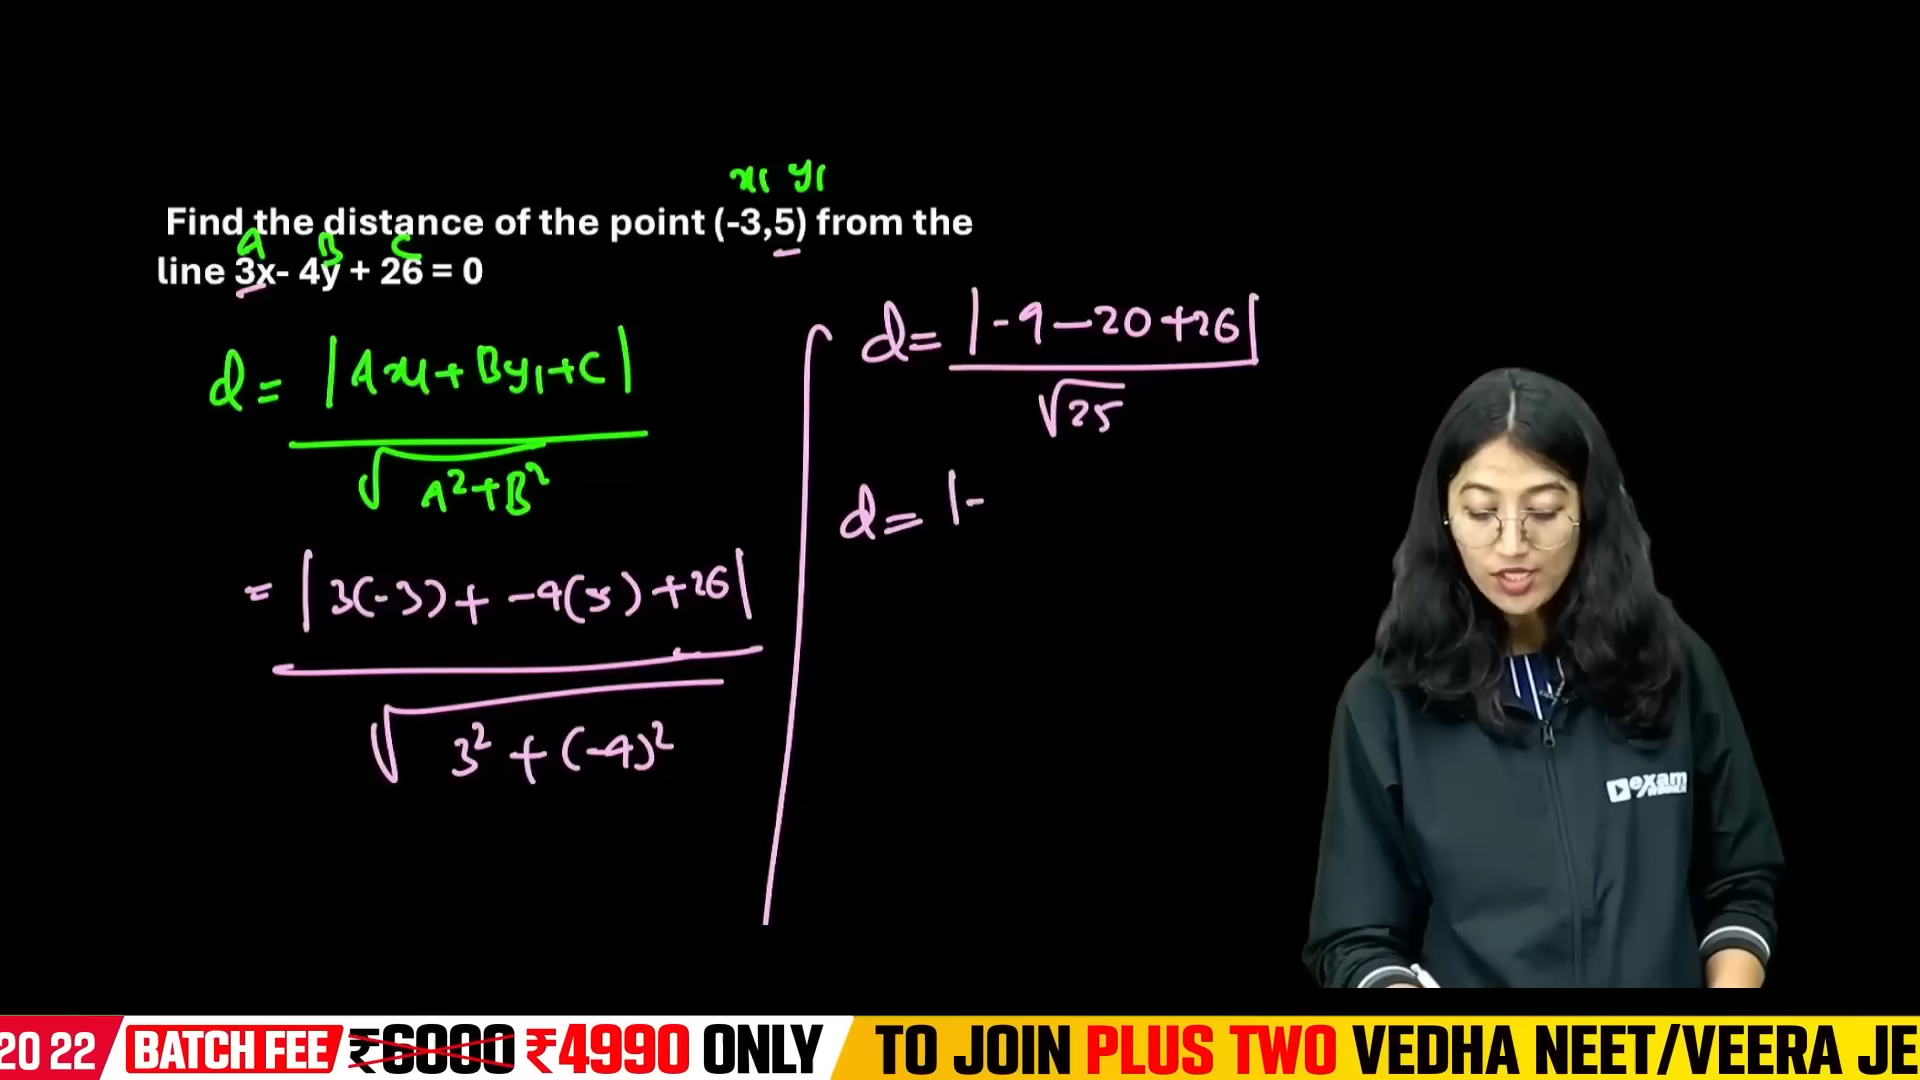 x₁ y₁
Find the distance of the point (-3,5) from the
A B C
line 3x- 4y + 26 = 0
d = |Ax₁ + By₁ + C|
√A² + B²
= |3(-3) + -4(5) + 26|
√3² + (-4)²
d = |-9 - 20 + 26|
√25
d = |-
exam
20 22 BATCH FEE ₹6000 ₹4990 ONLY TO JOIN PLUS TWO VEDHA NEET/VEERA JE